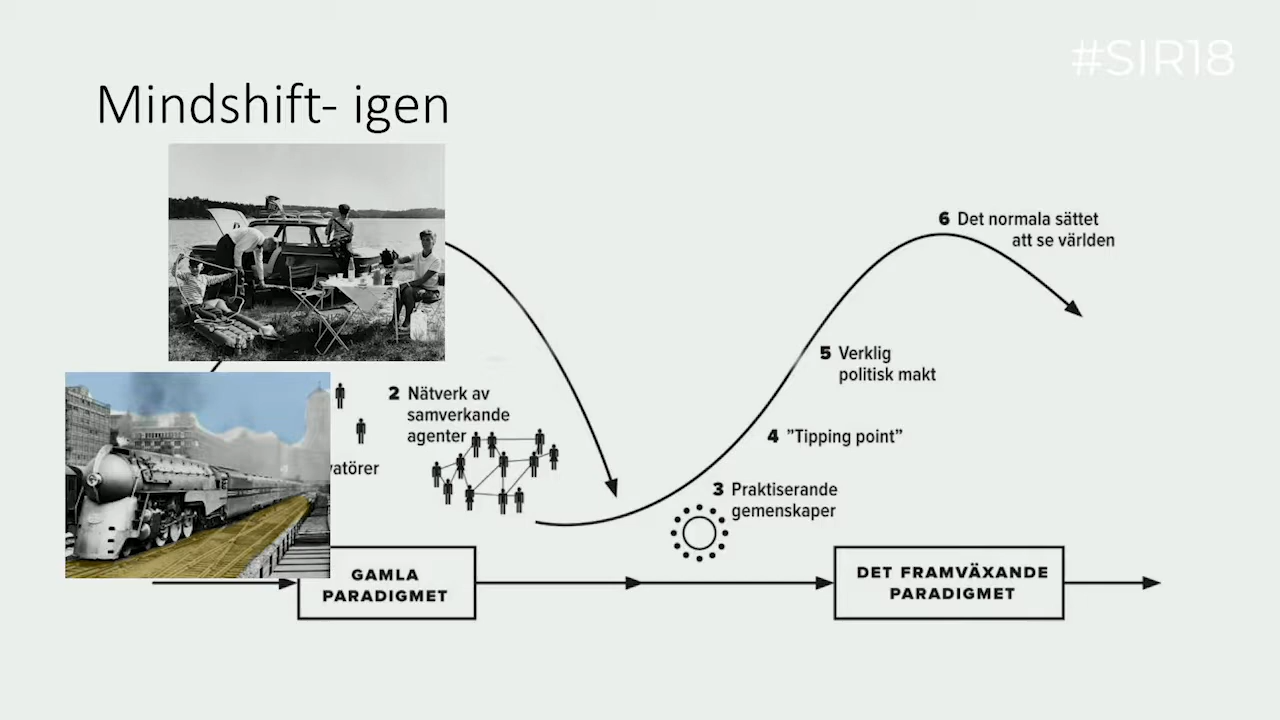 #SIR18
Mindshift- igen
6 Det normala sättet
att se världen
5 Verklig
politisk makt
2 Nätverk av
samverkande
agenter
4 ”Tipping point”
vatörer
3 Praktiserande
gemenskaper
GAMLA
PARADIGMET
DET FRAMVÄXANDE
PARADIGMET